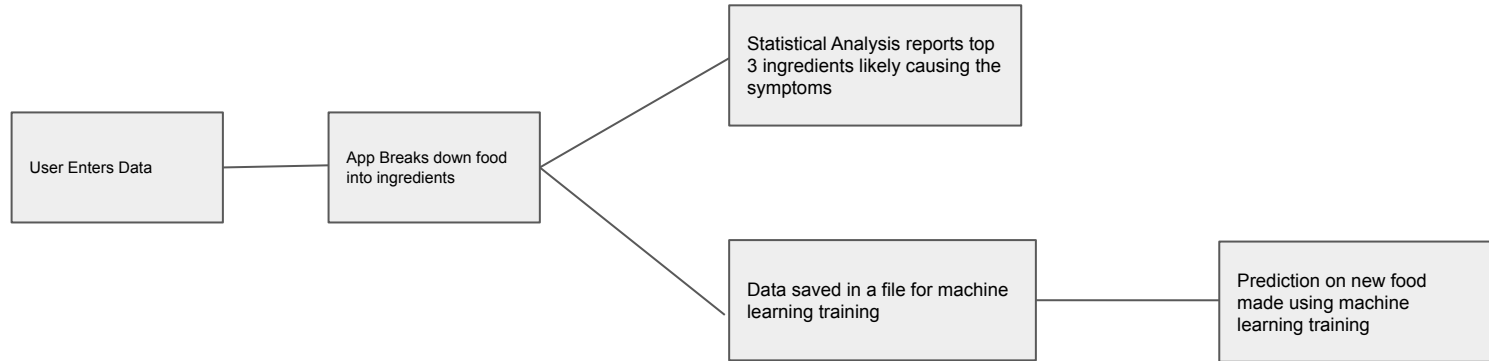 User Enters Data
App Breaks down food
into ingredients
Statistical Analysis reports top
3 ingredients likely causing the
symptoms
Data saved in a file for machine
learning training
Prediction on new food
made using machine
learning training